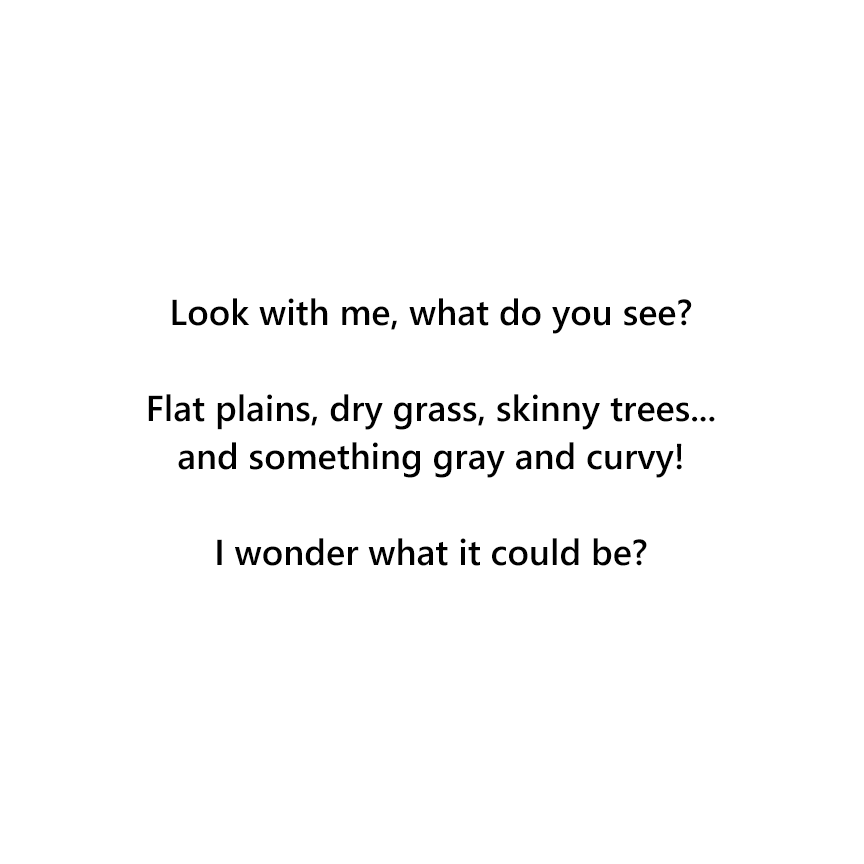 Look with me, what do you see?
Flat plains, dry grass, skinny trees...
and something gray and curvy!
I wonder what it could be?